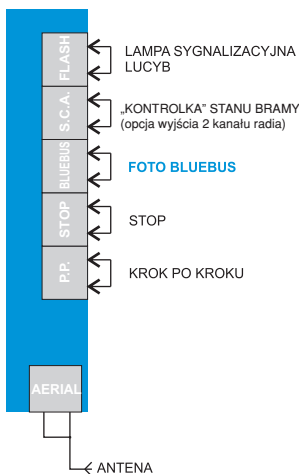 FLASH
LAMPA SYGNALIZACYJNA
LUCYB
S.C.A.
„KONTROLKA” STANU BRAMY
(opcja wyjścia 2 kanału radia)
BLUEBUS
FOTO BLUEBUS
STOP
STOP
P.P.
KROK PO KROKU
AERIAL
ANTENA